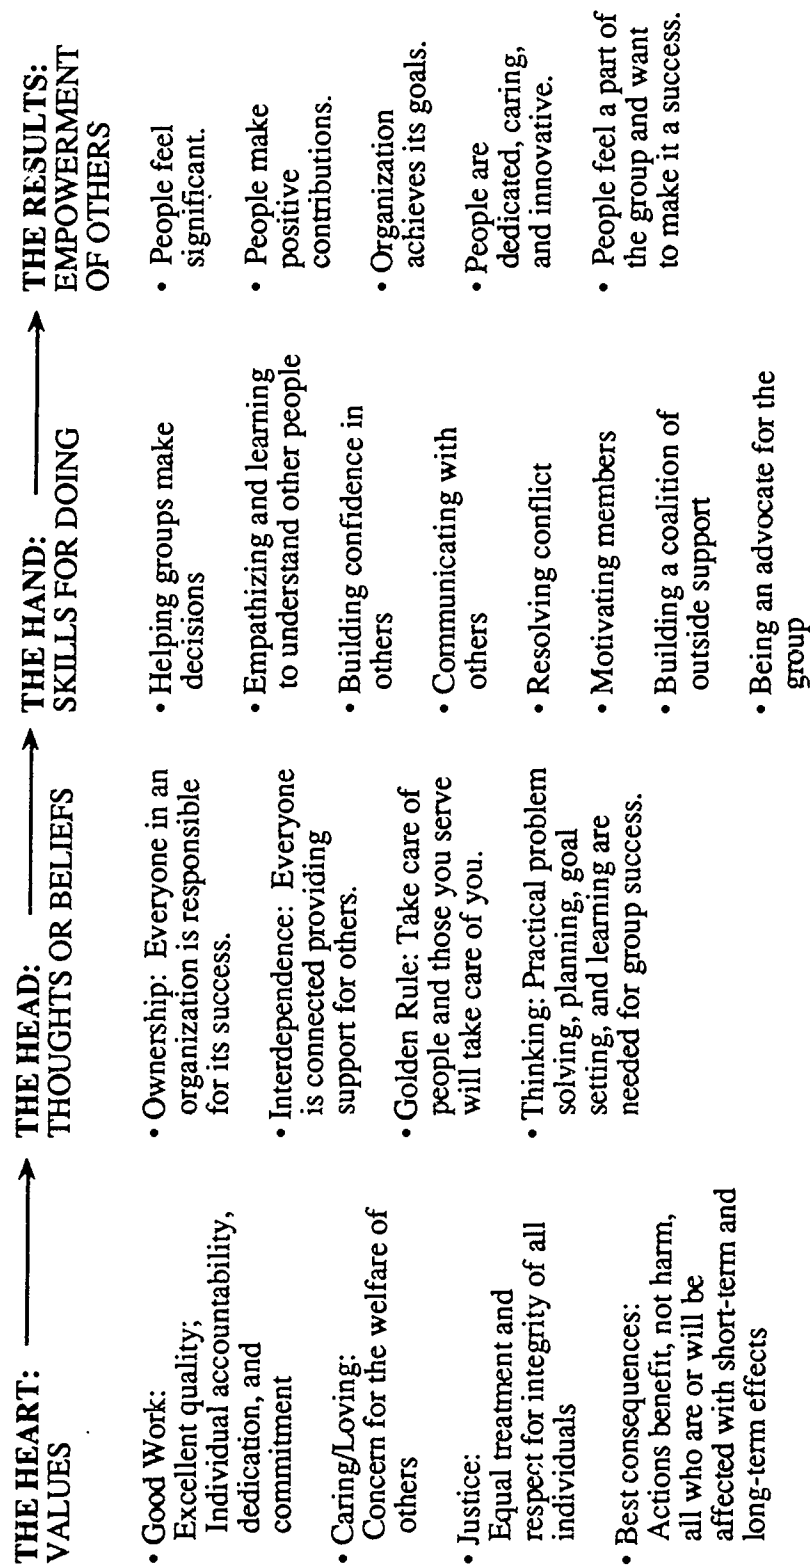 THE HEART:
VALUES
• Good Work:
Excellent quality;
Individual accountability,
dedication, and
commitment
• Caring/Loving:
Concern for the welfare of
others
• Justice:
Equal treatment and
respect for integrity of all
individuals
• Best consequences:
Actions benefit, not harm,
all who are or will be
affected with short-term and
long-term effects
THE HEAD:
THOUGHTS OR BELIEFS
• Ownership: Everyone in an
organization is responsible
for its success.
• Interdependence: Everyone
is connected providing
support for others.
• Golden Rule: Take care of
people and those you serve
will take care of you.
• Thinking: Practical problem
solving, planning, goal
setting, and learning are
needed for group success.
THE HAND:
SKILLS FOR DOING
• Helping groups make
decisions
• Empathizing and learning
to understand other people
• Building confidence in
others
• Communicating with
others
• Resolving conflict
• Motivating members
• Building a coalition of
outside support
• Being an advocate for the
group
THE RESULTS:
EMPOWERMENT
OF OTHERS
• People feel
significant.
• People make
positive
contributions.
• Organization
achieves its goals.
• People are
dedicated, caring,
and innovative.
• People feel a part of
the group and want
to make it a success.